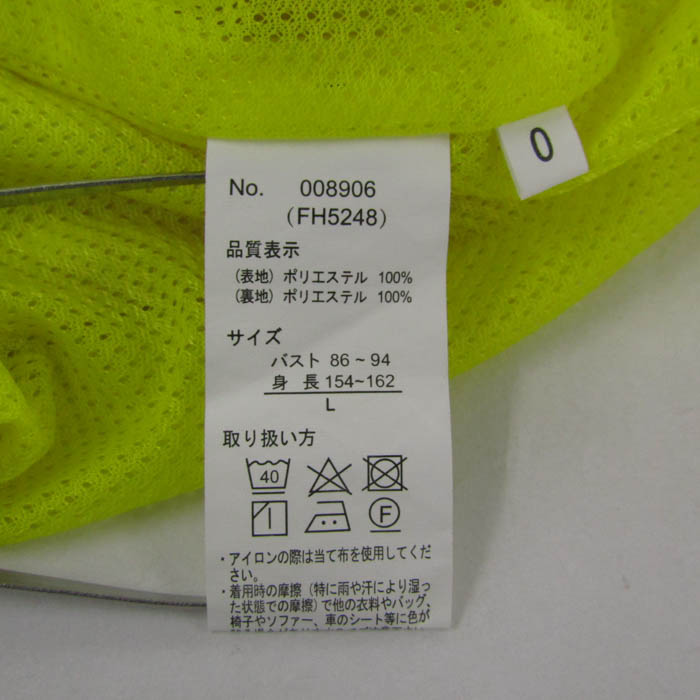 0
No. 008906
(FH5248)
品質表示
(表地) ポリエステル 100%
(裏地) ポリエステル 100%
サイズ
バスト 86~94
身 長 154~162
L
取り扱い方
40
F
・アイロンの際は当て布を使用してくだ
さい。
・着用時の摩擦 (特に雨や汗により湿っ
た状態での摩擦) で他の衣料やバッグ、
椅子やソファー、車のシート等に色が